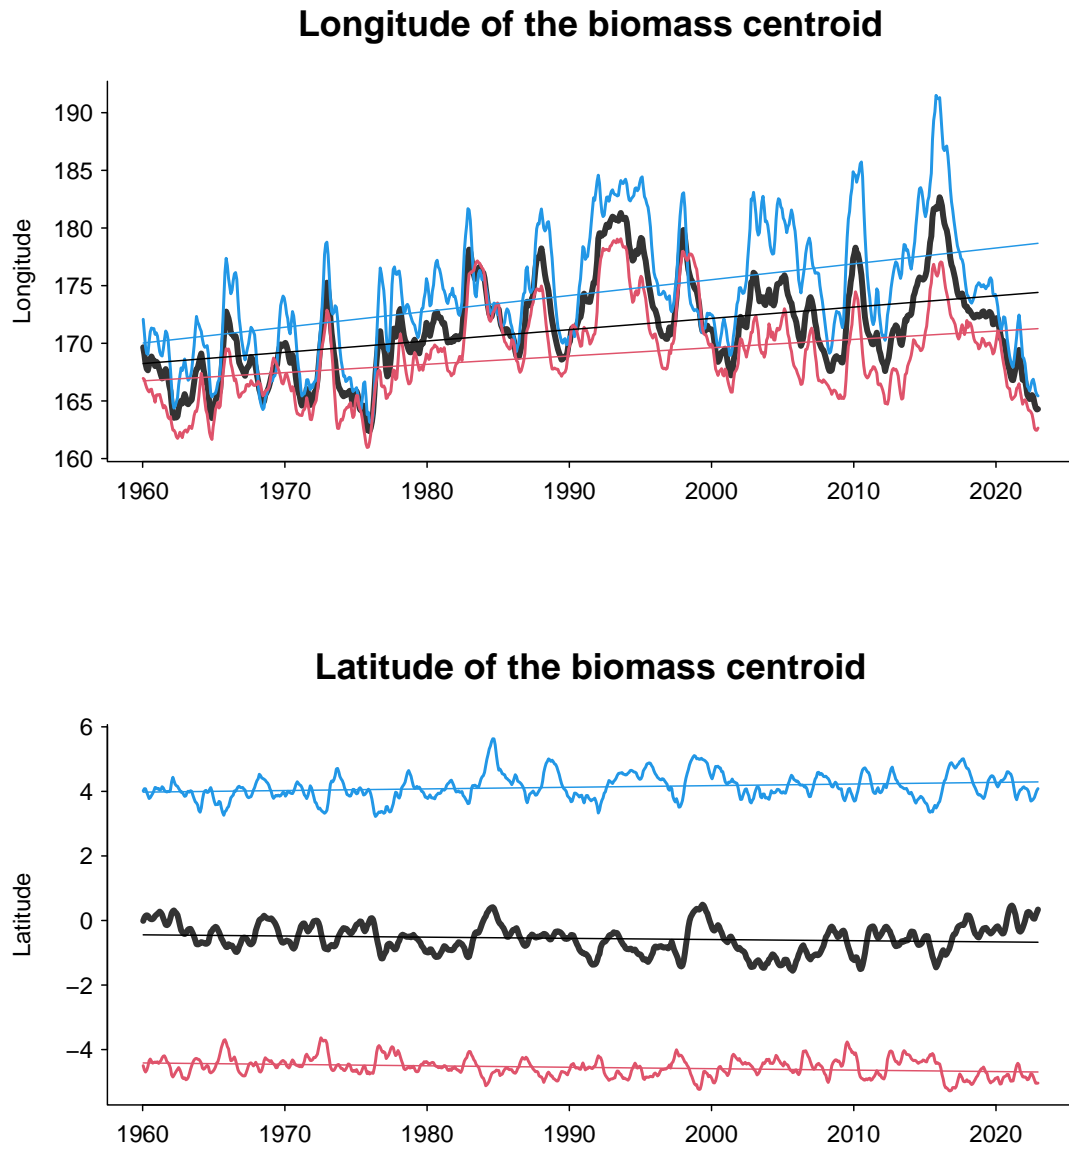 Longitude of the biomass centroid
190
185
180
175
170
165
160
Longitude
1960 1970 1980 1990 2000 2010 2020
Latitude of the biomass centroid
6
4
2
0
−2
−4
Latitude
1960 1970 1980 1990 2000 2010 2020